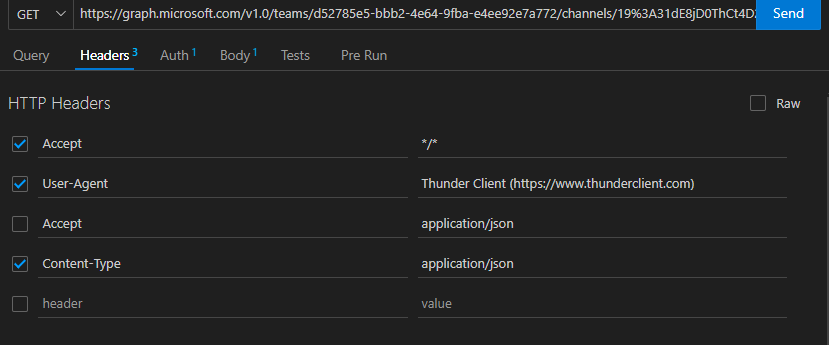 GET https://graph.microsoft.com/v1.0/teams/d52785e5-bbb2-4e64-9fba-e4ee92e7a772/channels/19%3A31dE8jD0ThCt4D Send
Query Headers 3 Auth 1 Body 1 Tests Pre Run
HTTP Headers Raw
Accept */*
User-Agent Thunder Client (https://www.thunderclient.com)
Accept application/json
Content-Type application/json
header value